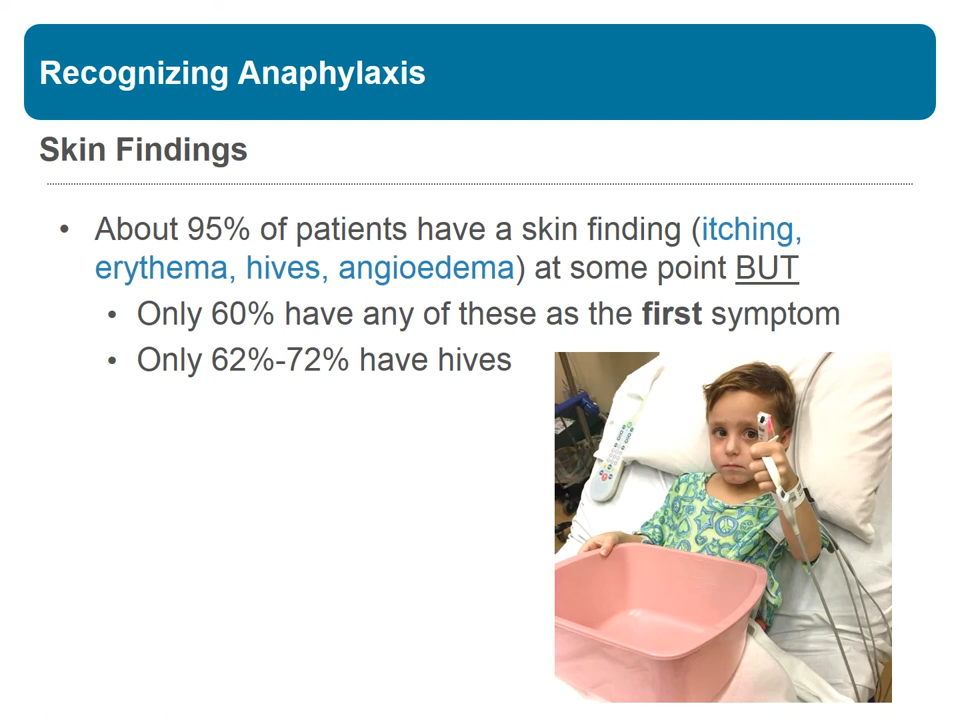 Recognizing Anaphylaxis
Skin Findings
• About 95% of patients have a skin finding (itching,
erythema, hives, angioedema) at some point BUT
• Only 60% have any of these as the first symptom
• Only 62%-72% have hives